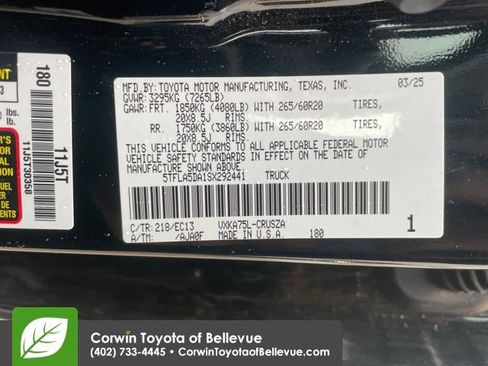 MFD.BY: TOYOTA MOTOR MANUFACTURING, TEXAS, INC. 03/25
GVWR: 3295KG (7265LB)
GAWR: FRT. 1850KG (4080LB) WITH 265/60R20 TIRES,
20X8.5J RIMS.
RR. 1750KG (3860LB) WITH 265/60R20 TIRES,
20X8.5J RIMS.
THIS VEHICLE CONFORMS TO ALL APPLICABLE FEDERAL MOTOR
VEHICLE SAFETY STANDARDS IN EFFECT ON THE DATE OF
MANUFACTURE SHOWN ABOVE.
5TFLA5DA1SX292441 TRUCK
C/TR: 218/EC13 VXKA75L-CRUSZA
A/TM: /AJA0F MADE IN U.S.A. 180 1
180
11J5T
11J5T30358
lbs.
lb.
Corwin Toyota of Bellevue
(402) 733-4445 • CorwinToyotaofBellevue.com